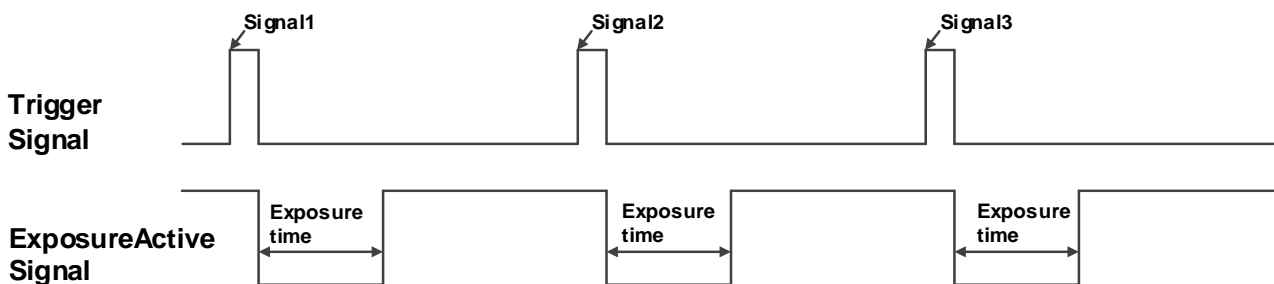 Signal1
Signal2
Signal3
Trigger
Signal
Exposure
time
Exposure
time
Exposure
time
ExposureActive
Signal